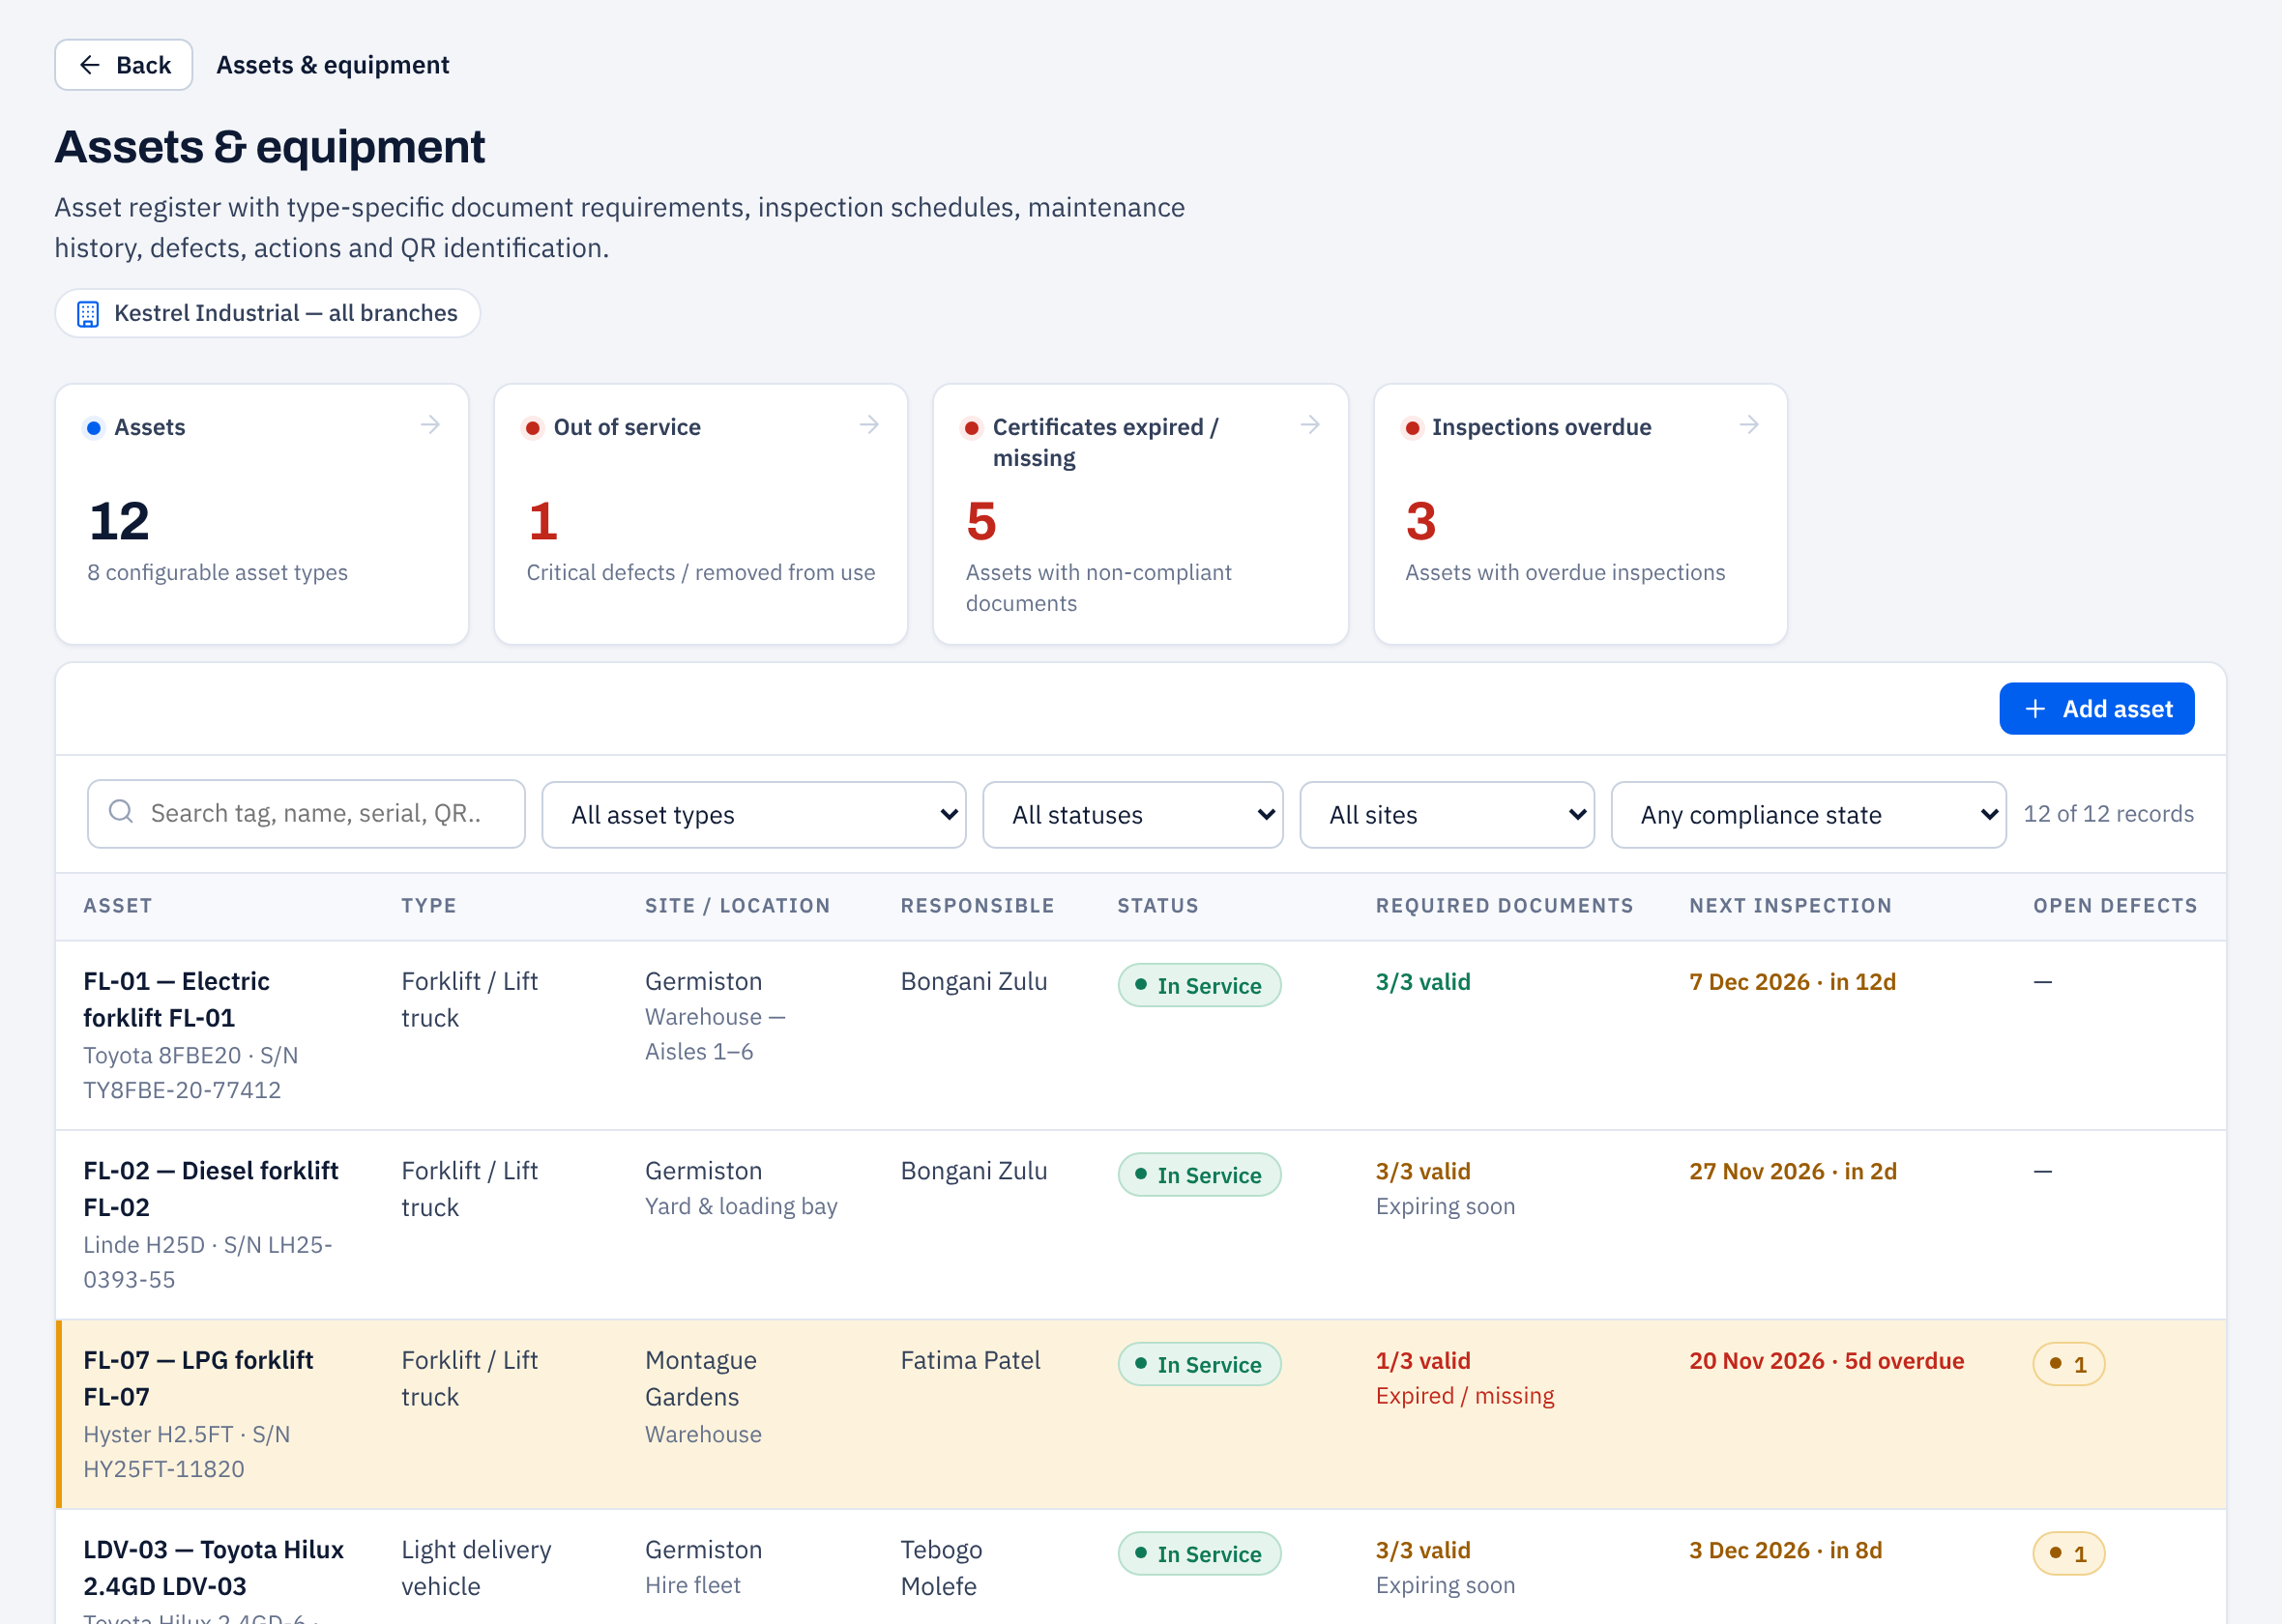 Back
Assets & equipment
Assets & equipment
Asset register with type-specific document requirements, inspection schedules, maintenance
history, defects, actions and QR identification.
Kestrel Industrial — all branches
Assets
12
8 configurable asset types
Out of service
1
Critical defects / removed from use
Certificates expired /
missing
5
Assets with non-compliant
documents
Inspections overdue
3
Assets with overdue inspections
Add asset
Search tag, name, serial, QR..
All asset types
All statuses
All sites
Any compliance state
12 of 12 records
ASSET TYPE SITE / LOCATION RESPONSIBLE STATUS REQUIRED DOCUMENTS NEXT INSPECTION OPEN DEFECTS
FL-01 — Electric Forklift / Lift Germiston Bongani Zulu In Service 3/3 valid 7 Dec 2026 · in 12d —
forklift FL-01 truck Warehouse —
Toyota 8FBE20 · S/N Aisles 1–6
TY8FBE-20-77412
FL-02 — Diesel forklift Forklift / Lift Germiston Bongani Zulu In Service 3/3 valid 27 Nov 2026 · in 2d —
FL-02 truck Yard & loading bay Expiring soon
Linde H25D · S/N LH25-
0393-55
FL-07 — LPG forklift Forklift / Lift Montague Fatima Patel In Service 1/3 valid 20 Nov 2026 · 5d overdue 1
FL-07 truck Gardens Expired / missing
Hyster H2.5FT · S/N Warehouse
HY25FT-11820
LDV-03 — Toyota Hilux Light delivery Germiston Tebogo In Service 3/3 valid 3 Dec 2026 · in 8d 1
2.4GD LDV-03 vehicle Hire fleet Molefe Expiring soon
Toyota Hilux 2.4GD-6 ·